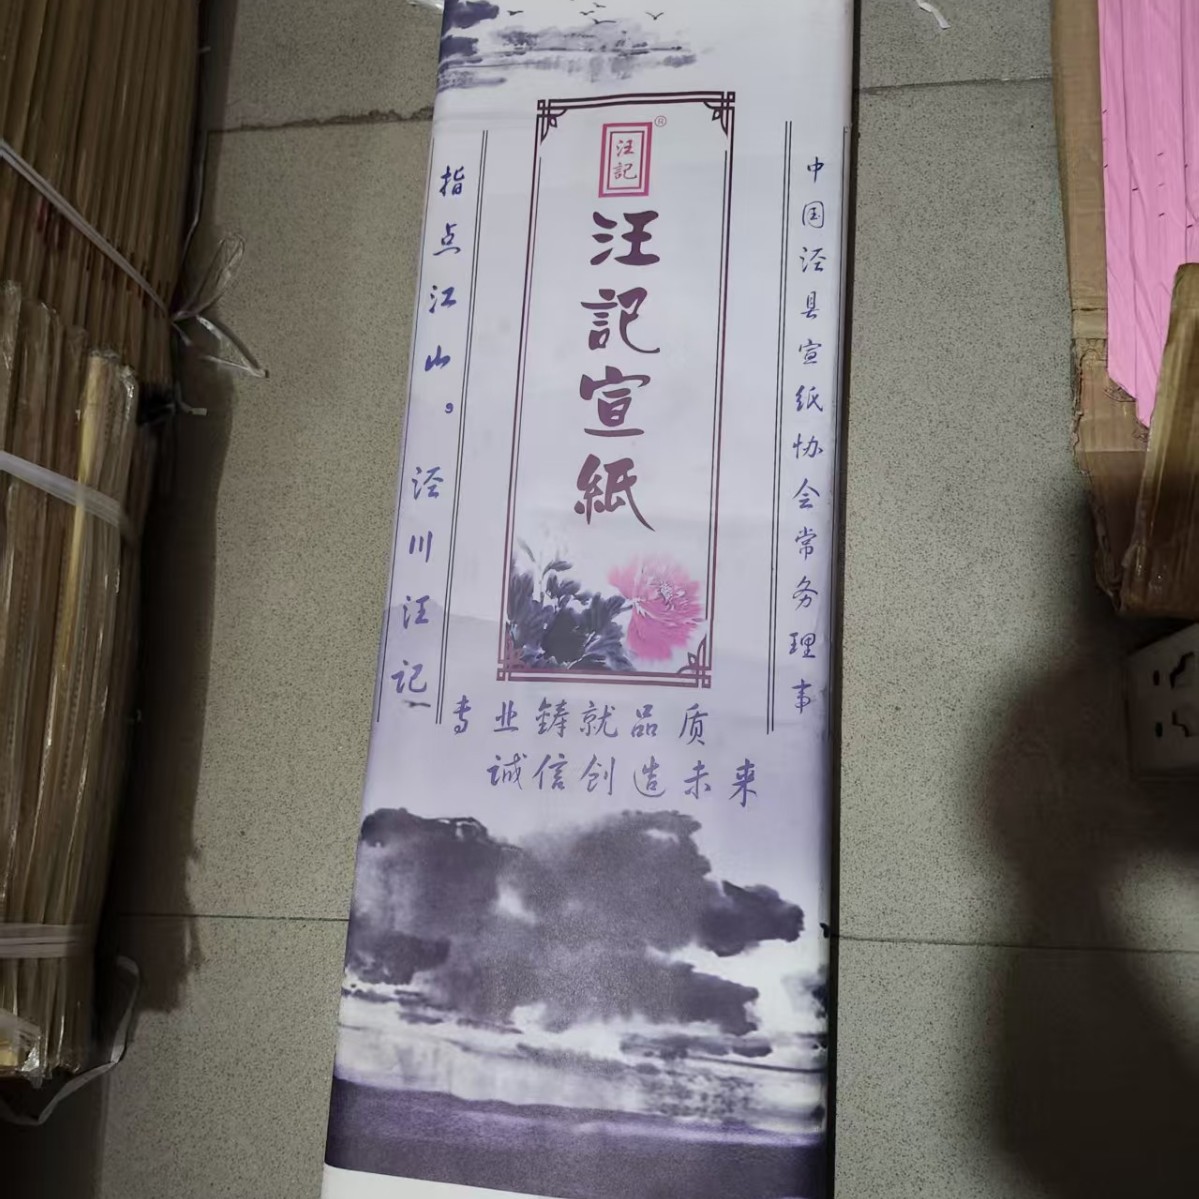 中国泾县宣纸协会常务理事
汪記
®
汪記宣紙
指点江山，泾川汪记
专业鋳就品质
诚信创造未来